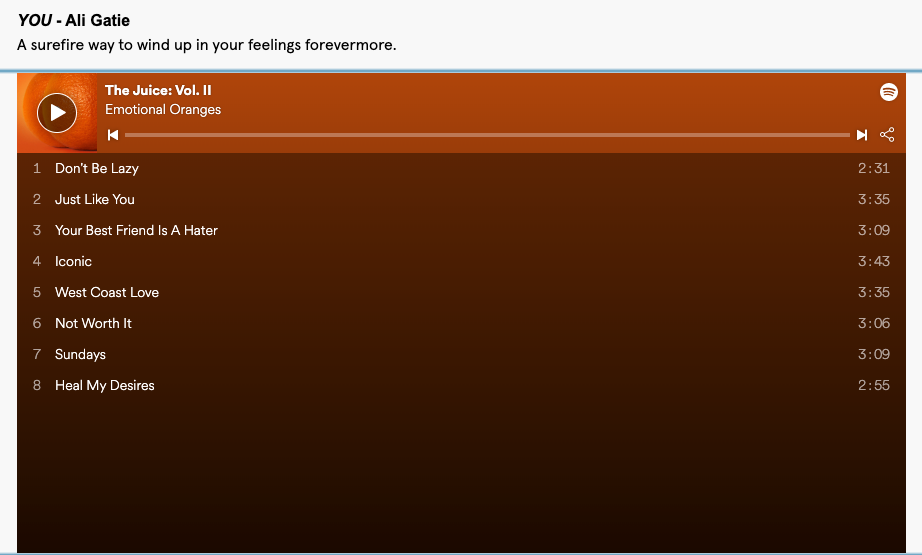 YOU - Ali Gatie
A surefire way to wind up in your feelings forevermore.
The Juice: Vol. II
Emotional Oranges
1 Don't Be Lazy 2:31
2 Just Like You 3:35
3 Your Best Friend Is A Hater 3:09
4 Iconic 3:43
5 West Coast Love 3:35
6 Not Worth It 3:06
7 Sundays 3:09
8 Heal My Desires 2:55